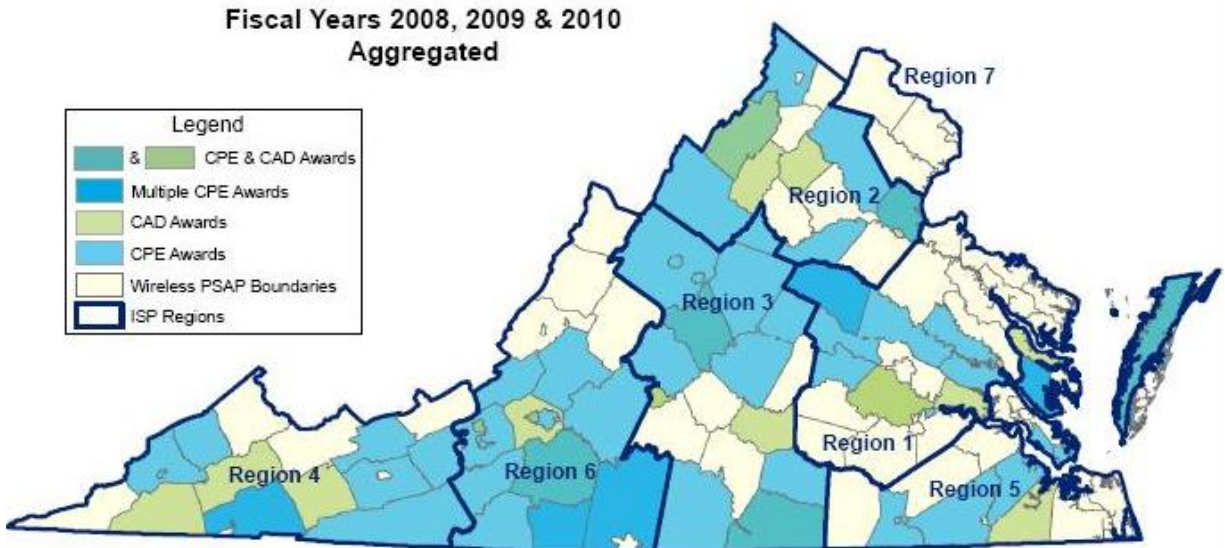 Fiscal Years 2008, 2009 & 2010
Aggregated
Region 7
Legend
& CPE & CAD Awards
Multiple CPE Awards
CAD Awards
CPE Awards
Wireless PSAP Boundaries
ISP Regions
Region 2
Region 3
Region 1
Region 4
Region 6
Region 5